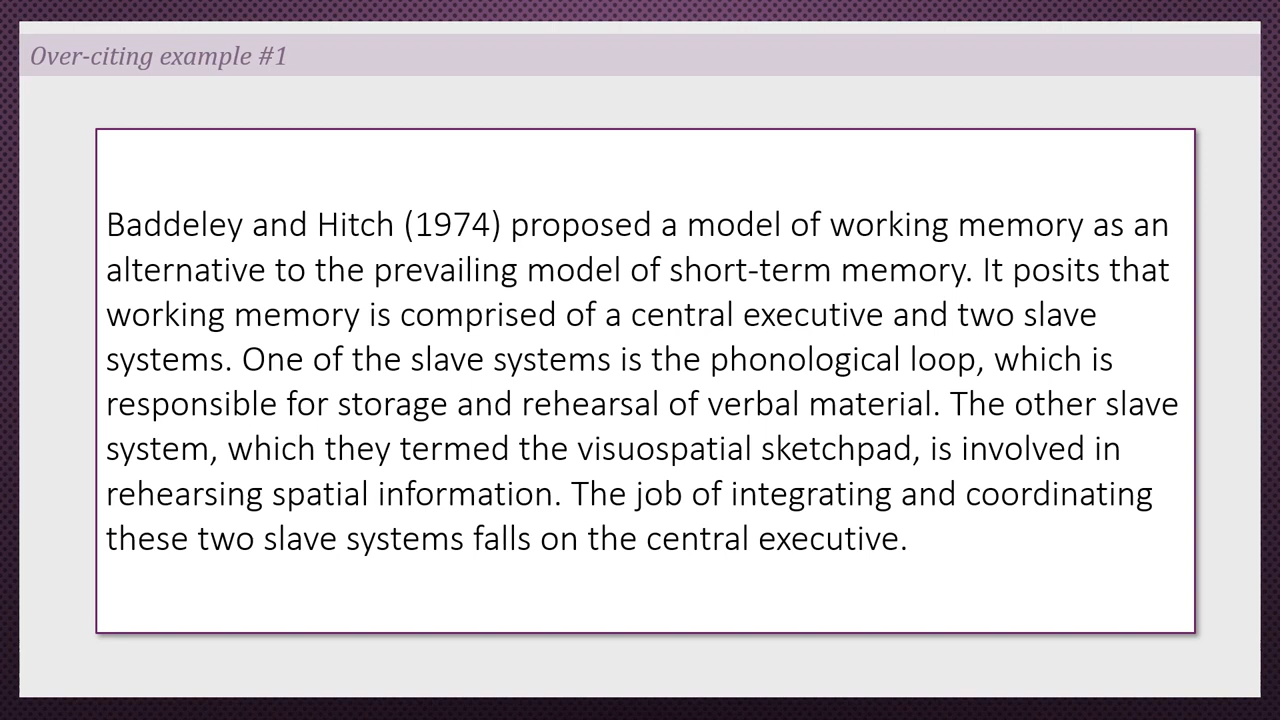 Over-citing example #1
Baddeley and Hitch (1974) proposed a model of working memory as an
alternative to the prevailing model of short-term memory. It posits that
working memory is comprised of a central executive and two slave
systems. One of the slave systems is the phonological loop, which is
responsible for storage and rehearsal of verbal material. The other slave
system, which they termed the visuospatial sketchpad, is involved in
rehearsing spatial information. The job of integrating and coordinating
these two slave systems falls on the central executive.